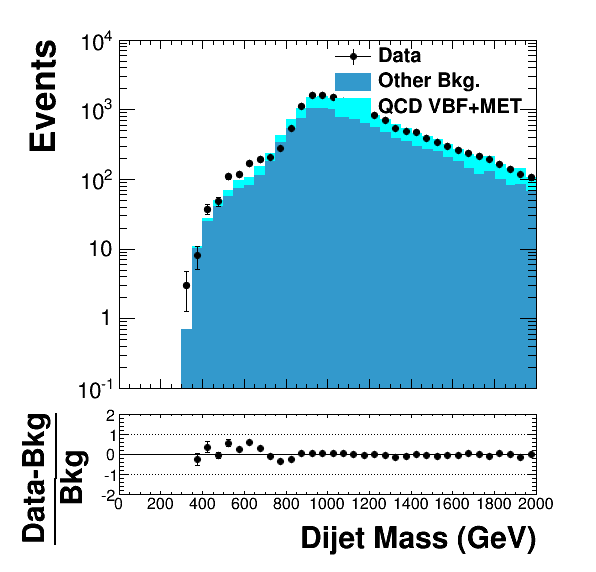 Events
10^4
10^3
10^2
10
1
10^-1
Data
Other Bkg.
QCD VBF+MET
Data-Bkg
Bkg
2
1
0
-1
-2
0 200 400 600 800 1000 1200 1400 1600 1800 2000
Dijet Mass (GeV)